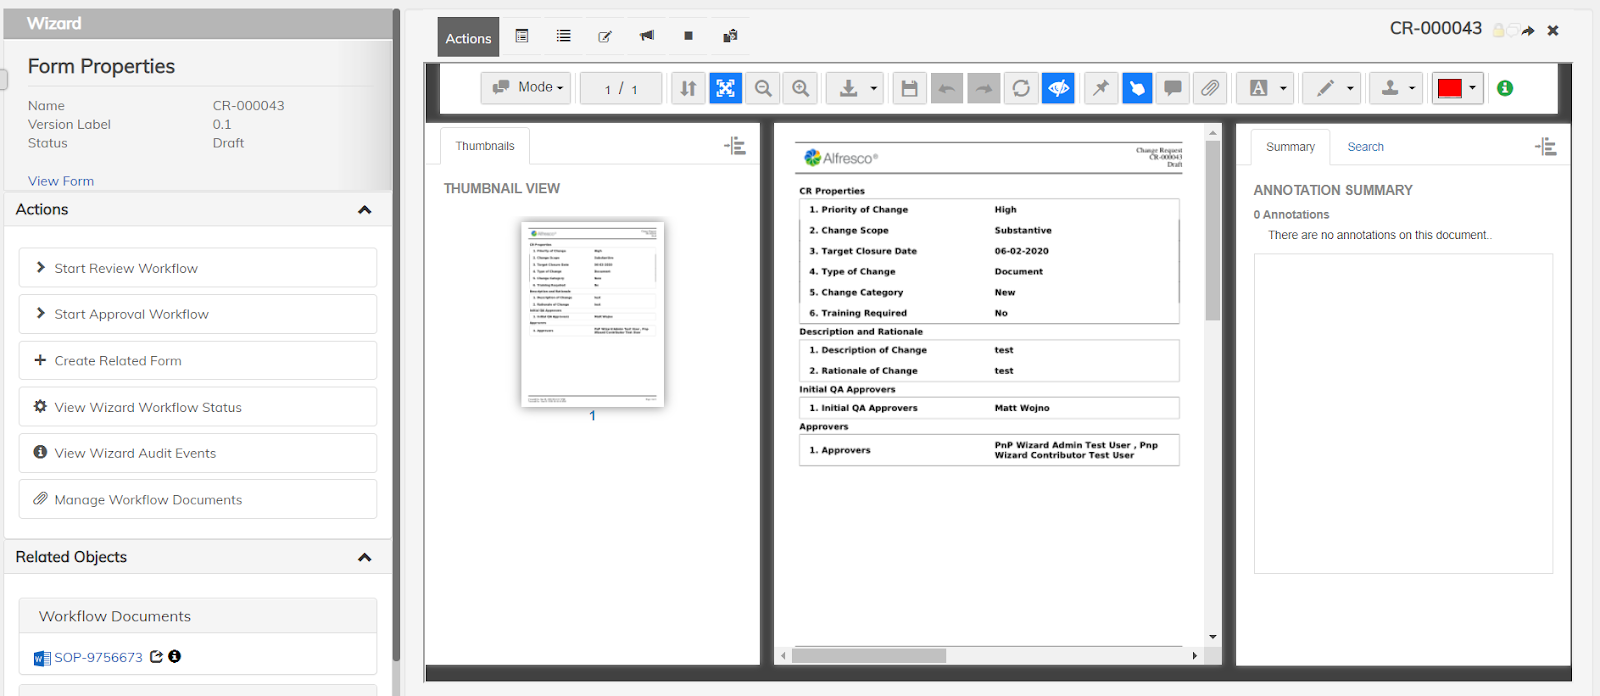 Wizard
Form Properties
Name CR-000043
Version Label 0.1
Status Draft
View Form
Actions
Start Review Workflow
Start Approval Workflow
Create Related Form
View Wizard Workflow Status
View Wizard Audit Events
Manage Workflow Documents
Related Objects
Workflow Documents
SOP-9756673
Actions
CR-000043
Mode
1 / 1
A
Thumbnails
THUMBNAIL VIEW
1
Alfresco®
Change Request
CR-000043
Draft
CR Properties
1. Priority of Change High
2. Change Scope Substantive
3. Target Closure Date 06-02-2020
4. Type of Change Document
5. Change Category New
6. Training Required No
Description and Rationale
1. Description of Change test
2. Rationale of Change test
Initial QA Approvers
1. Initial QA Approvers Matt Wojno
Approvers
1. Approvers PnP Wizard Admin Test User , Pnp
Wizard Contributor Test User
Summary Search
ANNOTATION SUMMARY
0 Annotations
There are no annotations on this document..